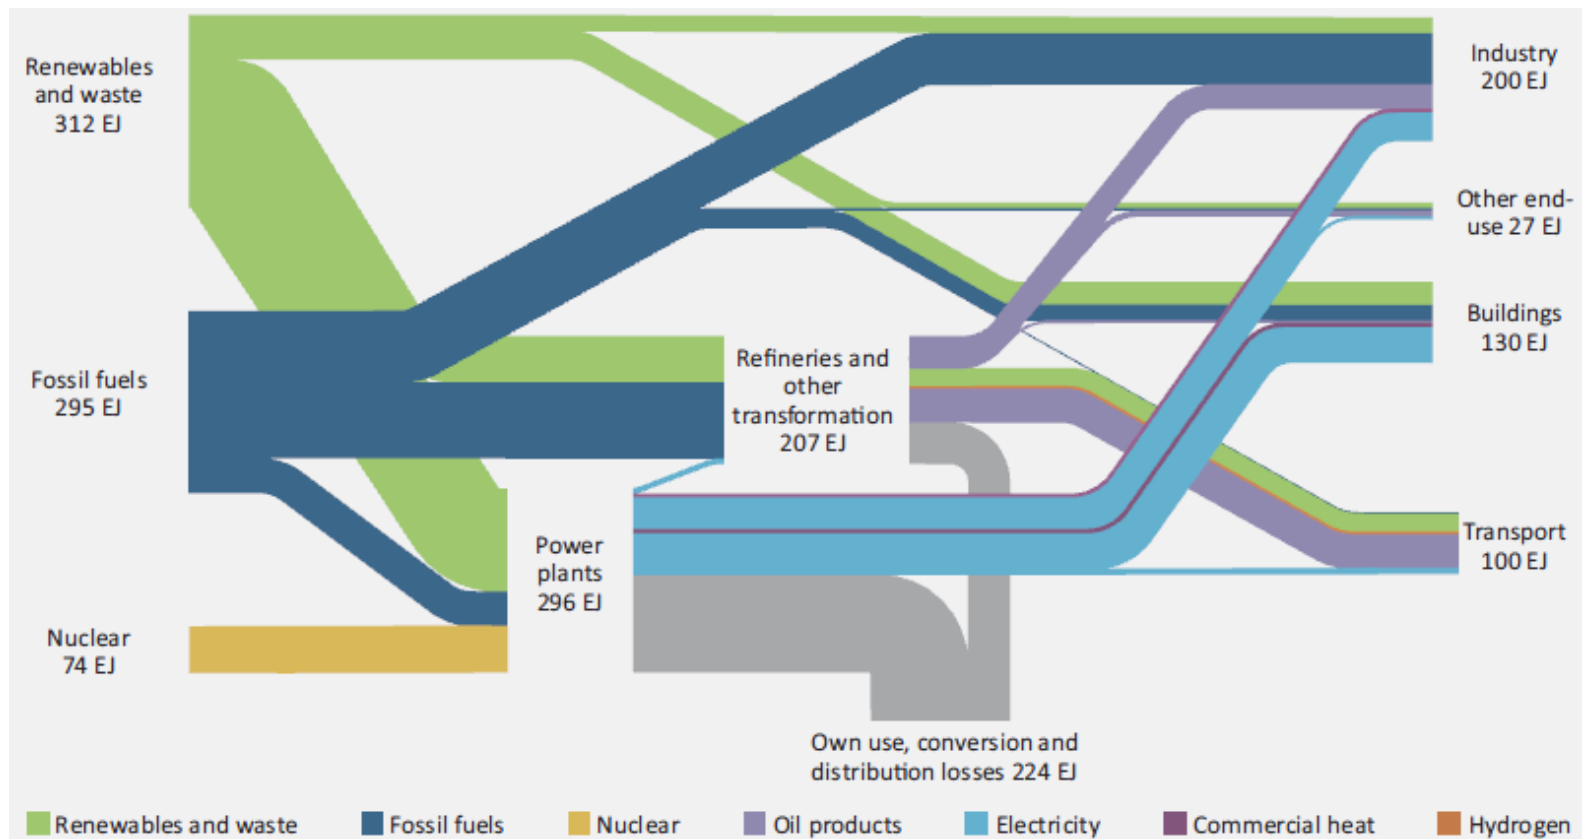 Renewables
and waste
312 EJ
Fossil fuels
295 EJ
Nuclear
74 EJ
Power
plants
296 EJ
Refineries and
other
transformation
207 EJ
Own use, conversion and
distribution losses 224 EJ
Industry
200 EJ
Other end-
use 27 EJ
Buildings
130 EJ
Transport
100 EJ
Renewables and waste
Fossil fuels
Nuclear
Oil products
Electricity
Commercial heat
Hydrogen